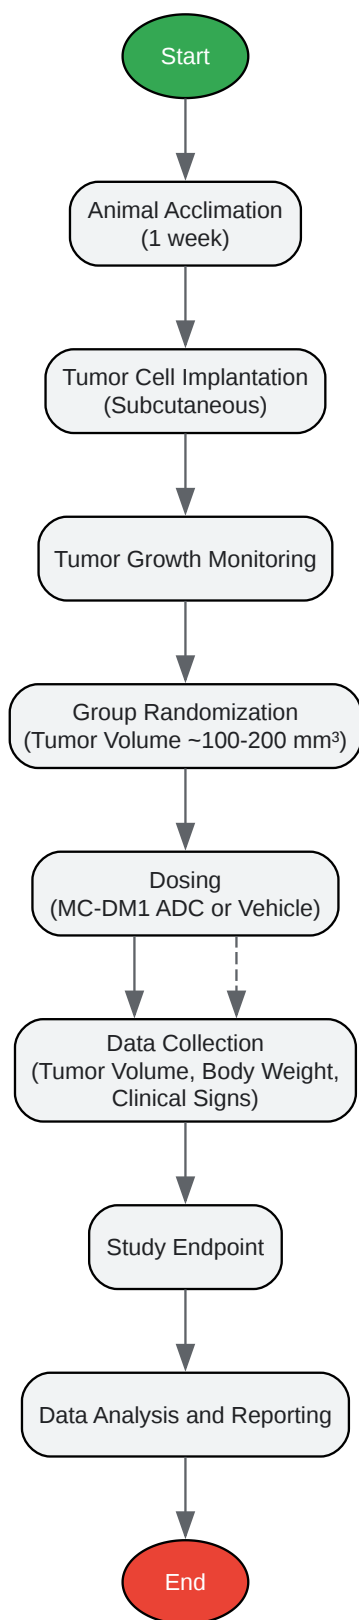 Start
Animal Acclimation
(1 week)
Tumor Cell Implantation
(Subcutaneous)
Tumor Growth Monitoring
Group Randomization
(Tumor Volume ~100-200 mm³)
Dosing
(MC-DM1 ADC or Vehicle)
Data Collection
(Tumor Volume, Body Weight,
Clinical Signs)
Study Endpoint
Data Analysis and Reporting
End